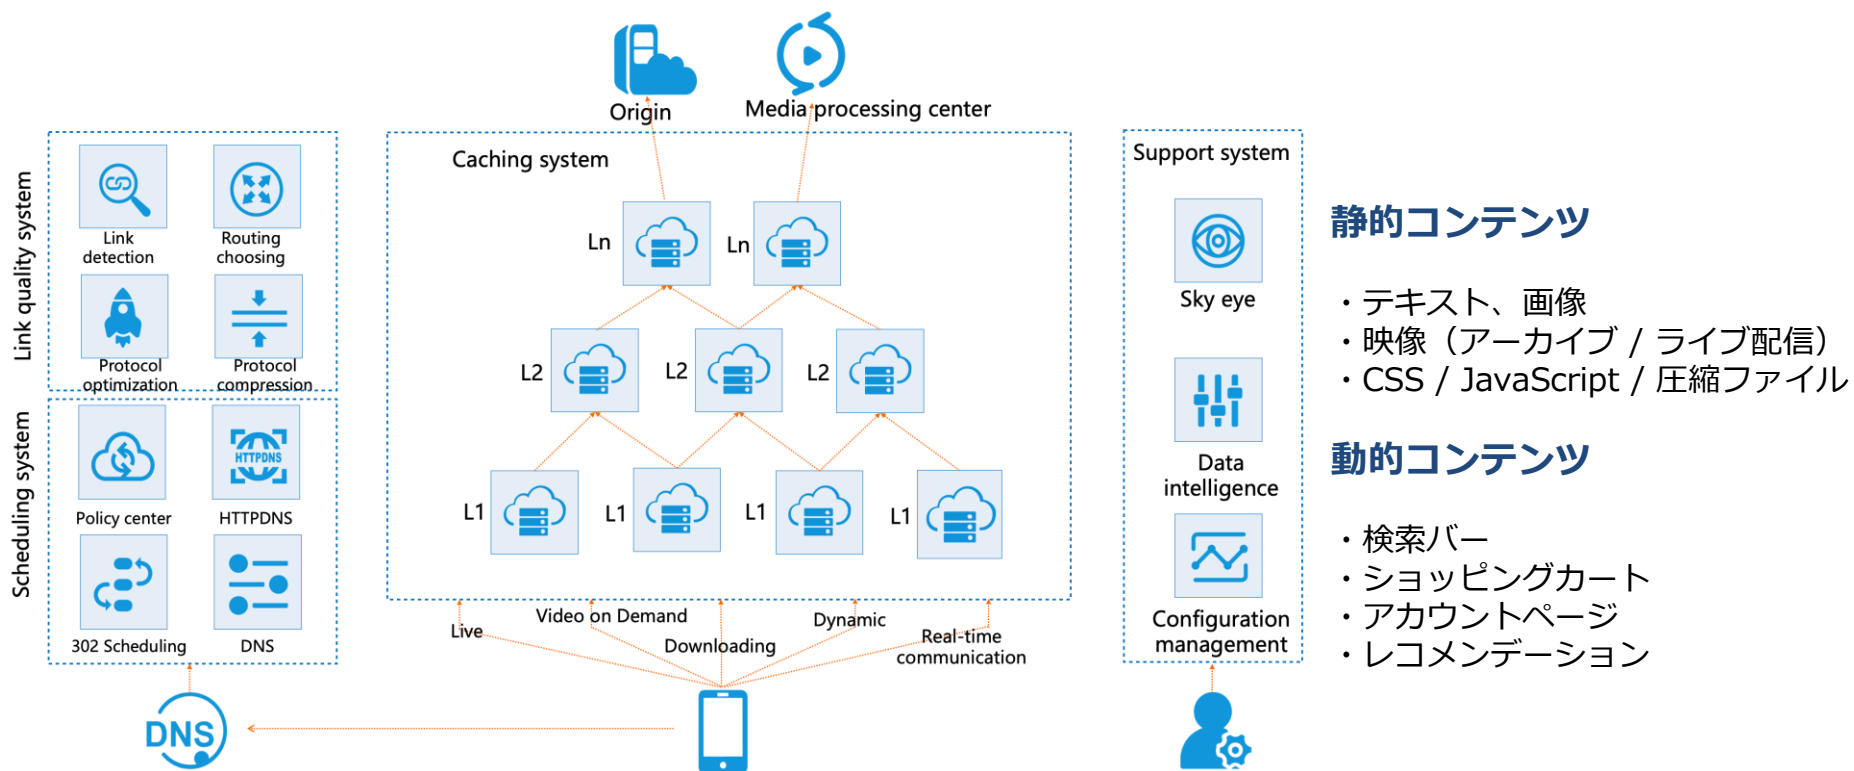 Origin
Media processing center
Link quality system
Link
detection
Routing
choosing
Protocol
optimization
Protocol
compression
Scheduling system
Policy center
HTTPDNS
HTTPDNS
302 Scheduling
DNS
DNS
Caching system
Ln
Ln
L2
L2
L2
L1
L1
L1
L1
Live
Video on Demand
Downloading
Dynamic
Real-time
communication
Support system
Sky eye
Data
intelligence
Configuration
management
静的コンテンツ
・テキスト、画像
・映像（アーカイブ / ライブ配信）
・CSS / JavaScript / 圧縮ファイル
動的コンテンツ
・検索バー
・ショッピングカート
・アカウントページ
・レコメンデーション